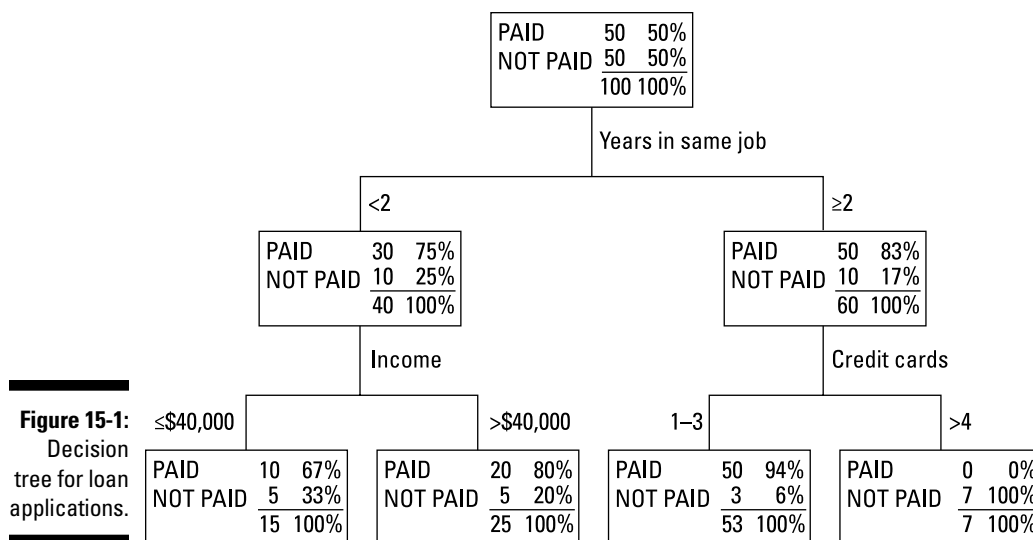 PAID 50 50%
NOT PAID 50 50%
100 100%
Years in same job
<2
≥2
PAID 30 75%
NOT PAID 10 25%
40 100%
PAID 50 83%
NOT PAID 10 17%
60 100%
Income
Credit cards
≤$40,000
>$40,000
1–3
>4
PAID 10 67%
NOT PAID 5 33%
15 100%
PAID 20 80%
NOT PAID 5 20%
25 100%
PAID 50 94%
NOT PAID 3 6%
53 100%
PAID 0 0%
NOT PAID 7 100%
7 100%
Figure 15-1:
Decision
tree for loan
applications.